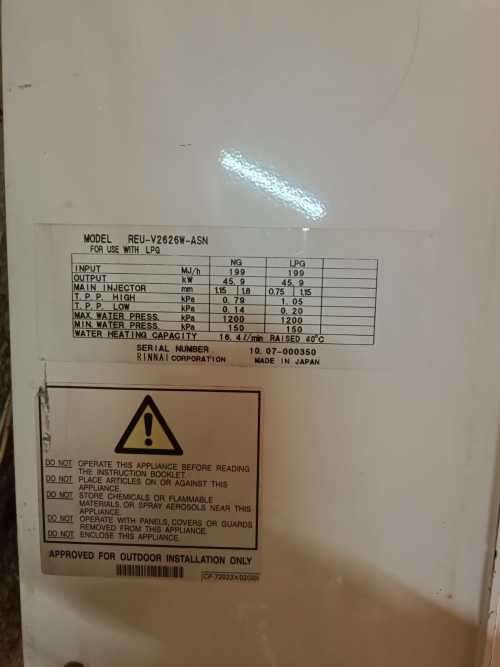 MODEL REU-V2626W-ASN
FOR USE WITH LPG
NG LPG
INPUT MJ/h 199 199
OUTPUT kW 45.9 45.9
MAIN INJECTOR mm 1.15 1.8 0.75 1.15
T.P.P. HIGH kPa 0.79 1.05
T.P.P. LOW kPa 0.14 0.20
MAX. WATER PRESS. kPa 1200 1200
MIN. WATER PRESS. kPa 150 150
WATER HEATING CAPACITY 16.4 ℓ/min RAISED 40°C
SERIAL NUMBER 10.07-000350
RINNAI CORPORATION MADE IN JAPAN
DO NOT OPERATE THIS APPLIANCE BEFORE READING
THE INSTRUCTION BOOKLET.
DO NOT PLACE ARTICLES ON OR AGAINST THIS
APPLIANCE.
DO NOT STORE CHEMICALS OR FLAMMABLE
MATERIALS, OR SPRAY AEROSOLS NEAR THIS
APPLIANCE.
DO NOT OPERATE WITH PANELS, COVERS OR GUARDS
REMOVED FROM THIS APPLIANCE.
DO NOT ENCLOSE THIS APPLIANCE.
APPROVED FOR OUTDOOR INSTALLATION ONLY